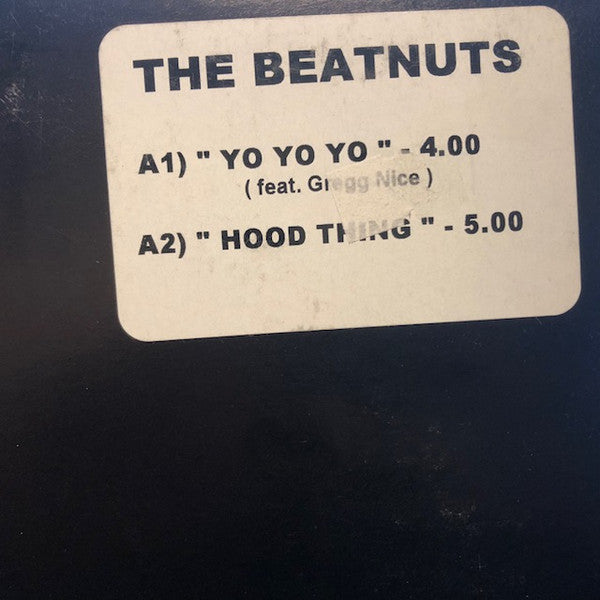 THE BEATNUTS
A1) " YO YO YO " - 4.00
( feat. Gregg Nice )
A2) " HOOD THING " - 5.00